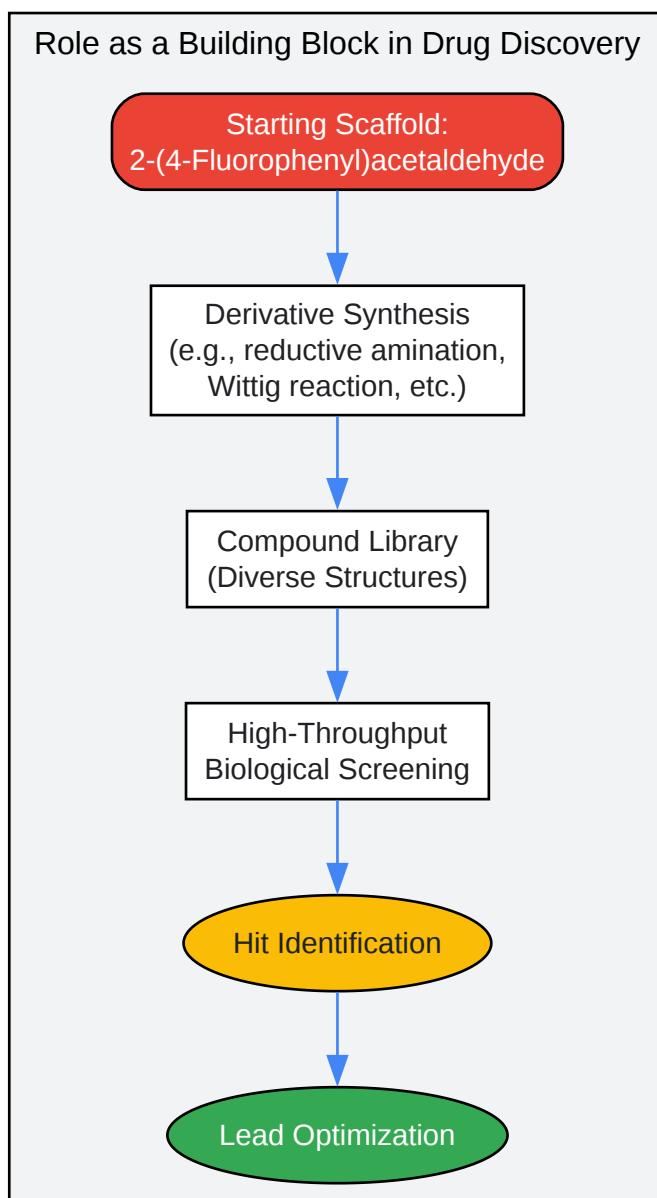 Role as a Building Block in Drug Discovery
Starting Scaffold:
2-(4-Fluorophenyl)acetaldehyde
Derivative Synthesis
(e.g., reductive amination,
Wittig reaction, etc.)
Compound Library
(Diverse Structures)
High-Throughput
Biological Screening
Hit Identification
Lead Optimization